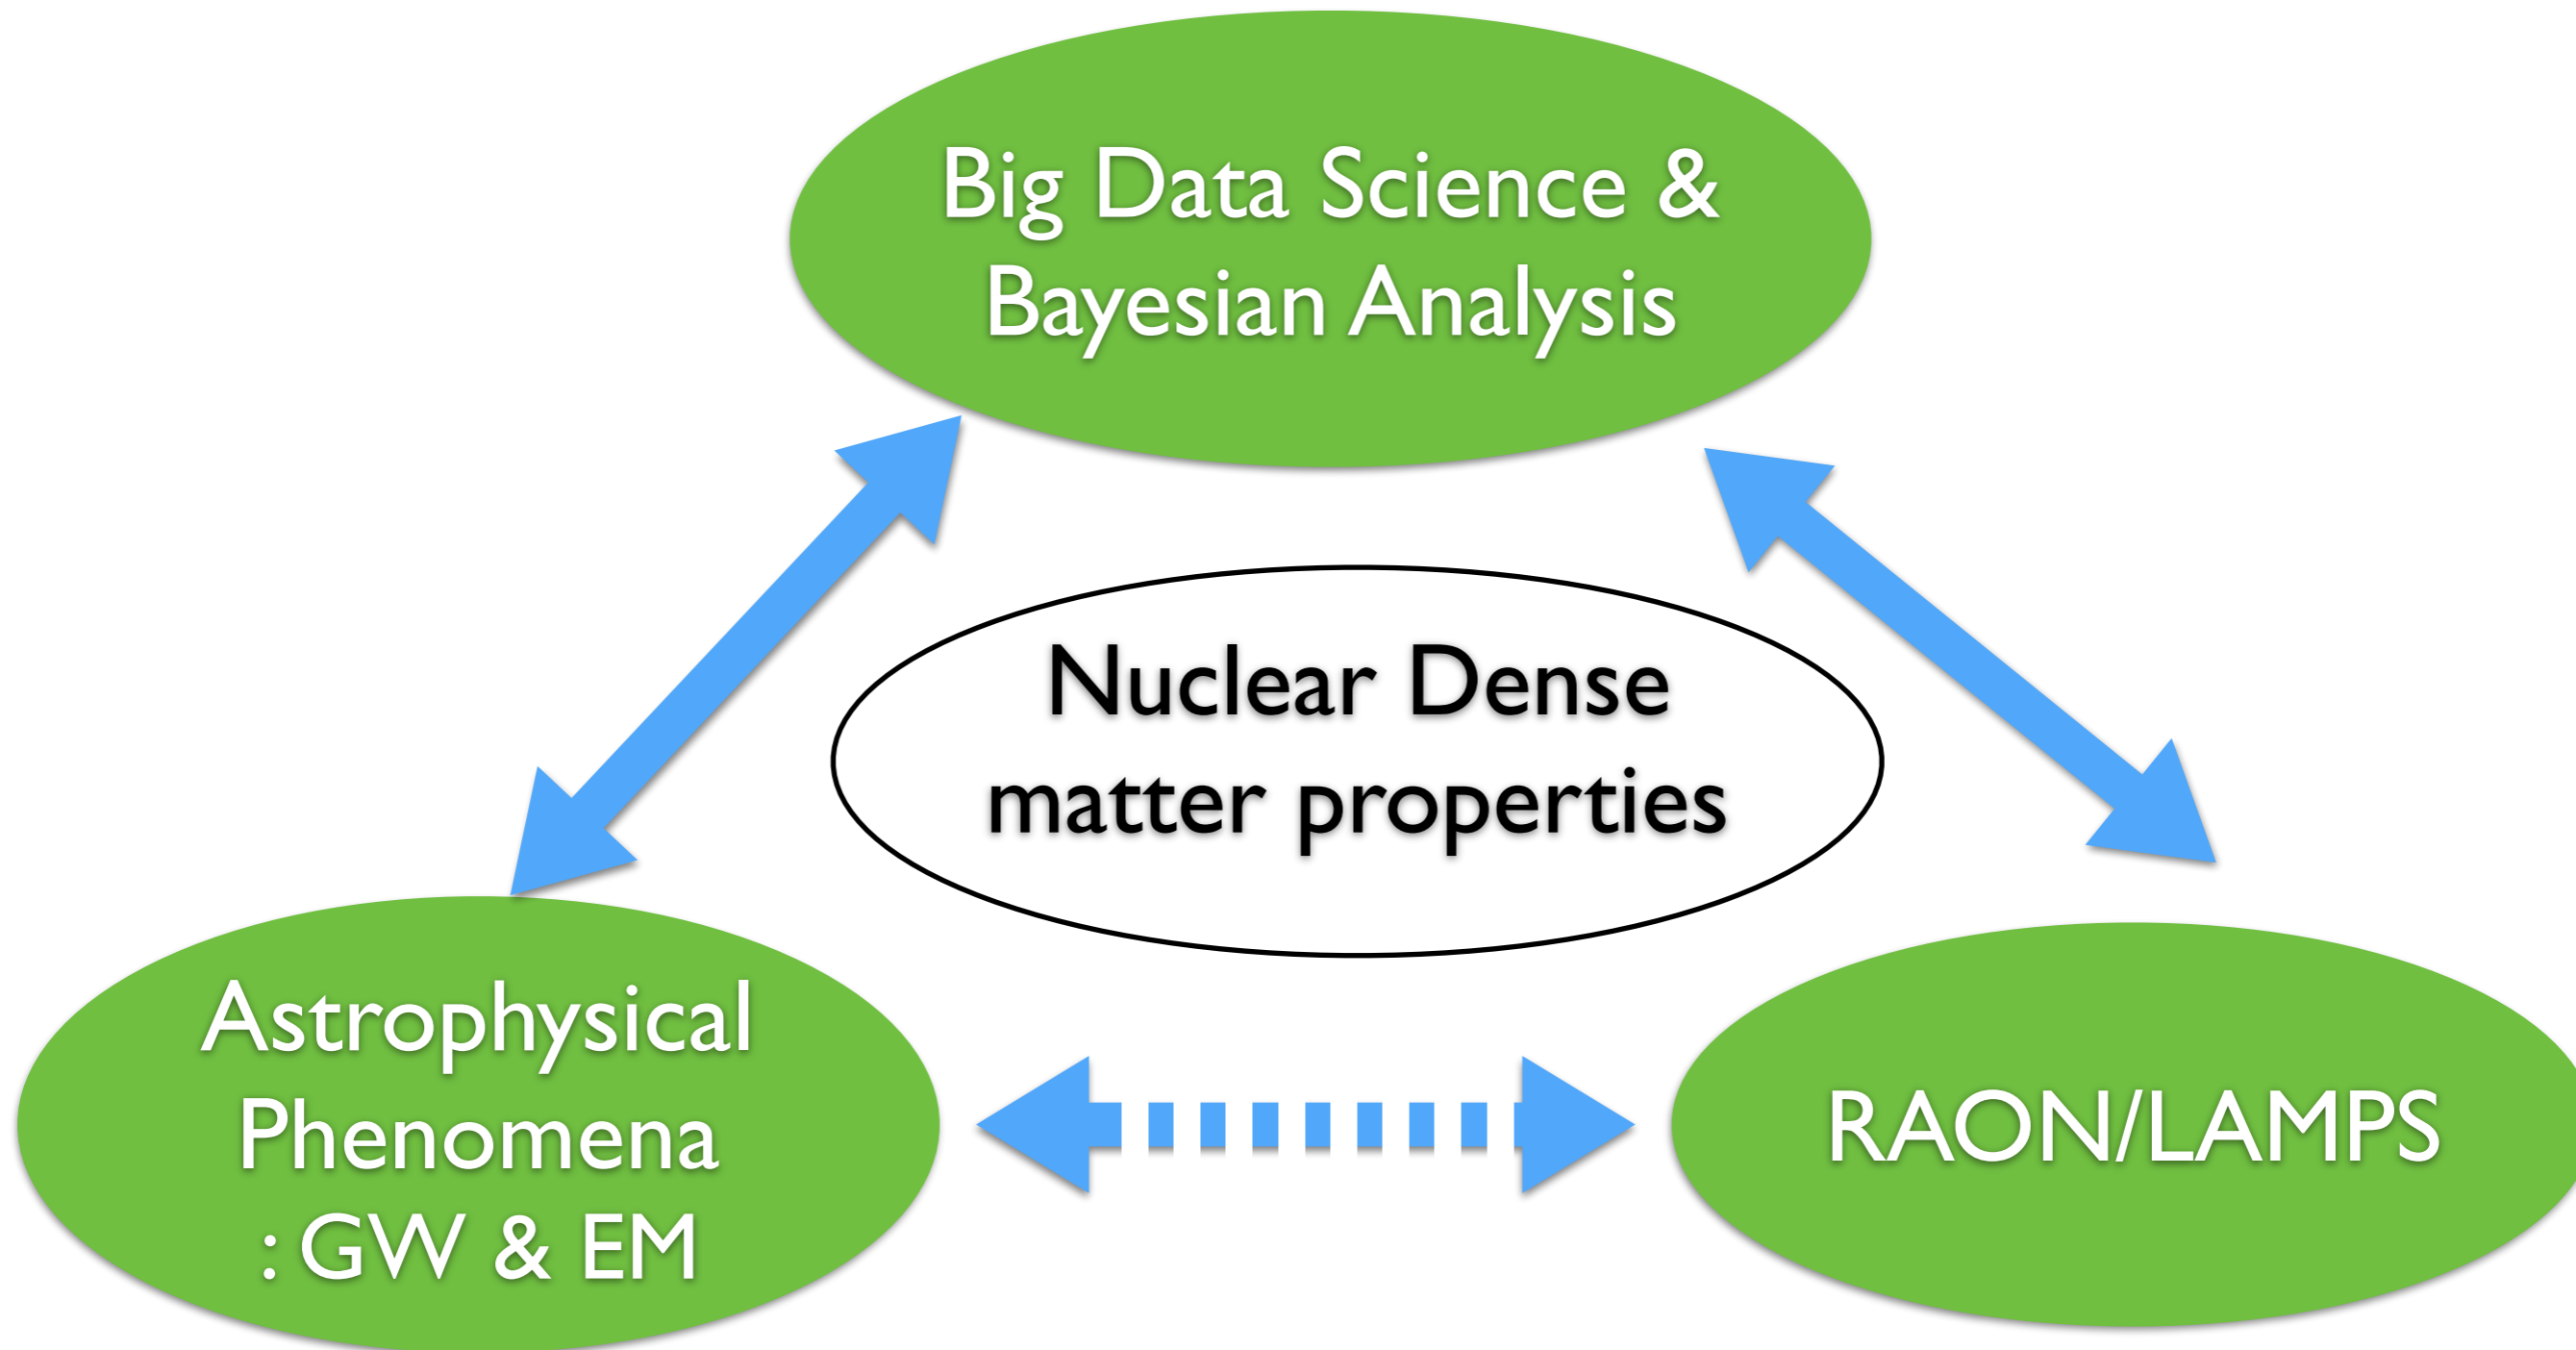 Big Data Science &
Bayesian Analysis
Nuclear Dense
matter properties
Astrophysical
Phenomena
: GW & EM
RAON/LAMPS